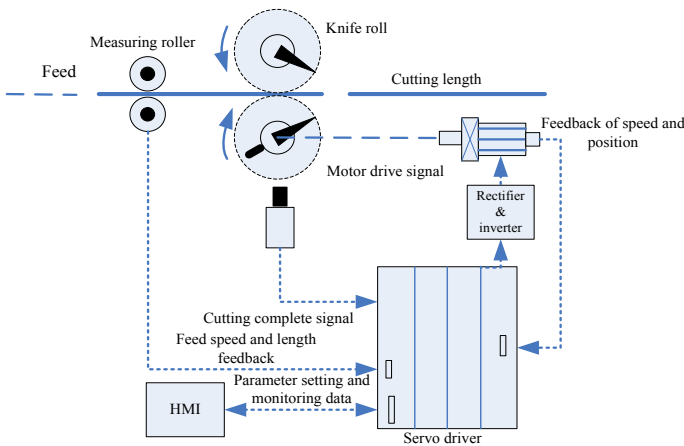 Knife roll
Measuring roller
Feed
Cutting length
Feedback of speed and
position
Motor drive signal
Rectifier
&
inverter
Cutting complete signal
Feed speed and length
feedback
Parameter setting and
monitoring data
HMI
Servo driver